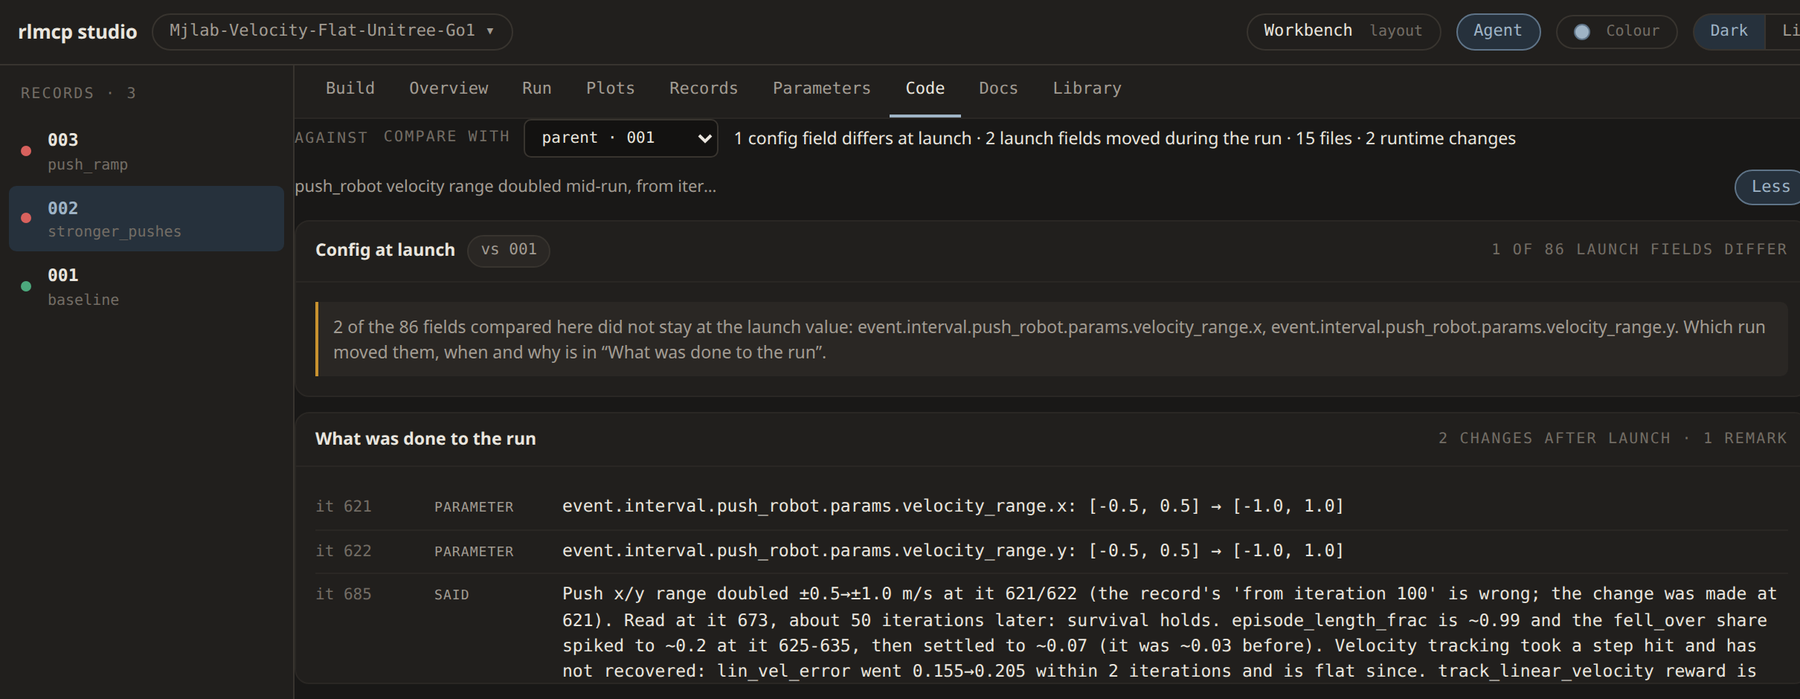 rlmcp studio
Mjlab-Velocity-Flat-Unitree-Go1 ▾
Workbench layout
Agent
Colour
Dark
Li
RECORDS · 3
003
push_ramp
002
stronger_pushes
001
baseline
Build Overview Run Plots Records Parameters Code Docs Library
AGAINST COMPARE WITH parent · 001 1 config field differs at launch · 2 launch fields moved during the run · 15 files · 2 runtime changes
push_robot velocity range doubled mid-run, from iter...
Less
Config at launch vs 001 1 OF 86 LAUNCH FIELDS DIFFER
2 of the 86 fields compared here did not stay at the launch value: event.interval.push_robot.params.velocity_range.x, event.interval.push_robot.params.velocity_range.y. Which run
moved them, when and why is in “What was done to the run”.
What was done to the run 2 CHANGES AFTER LAUNCH · 1 REMARK
it 621 PARAMETER event.interval.push_robot.params.velocity_range.x: [-0.5, 0.5] → [-1.0, 1.0]
it 622 PARAMETER event.interval.push_robot.params.velocity_range.y: [-0.5, 0.5] → [-1.0, 1.0]
it 685 SAID Push x/y range doubled ±0.5→±1.0 m/s at it 621/622 (the record's 'from iteration 100' is wrong; the change was made at
621). Read at it 673, about 50 iterations later: survival holds. episode_length_frac is ~0.99 and the fell_over share
spiked to ~0.2 at it 625-635, then settled to ~0.07 (it was ~0.03 before). Velocity tracking took a step hit and has
not recovered: lin_vel_error went 0.155→0.205 within 2 iterations and is flat since. track_linear_velocity reward is